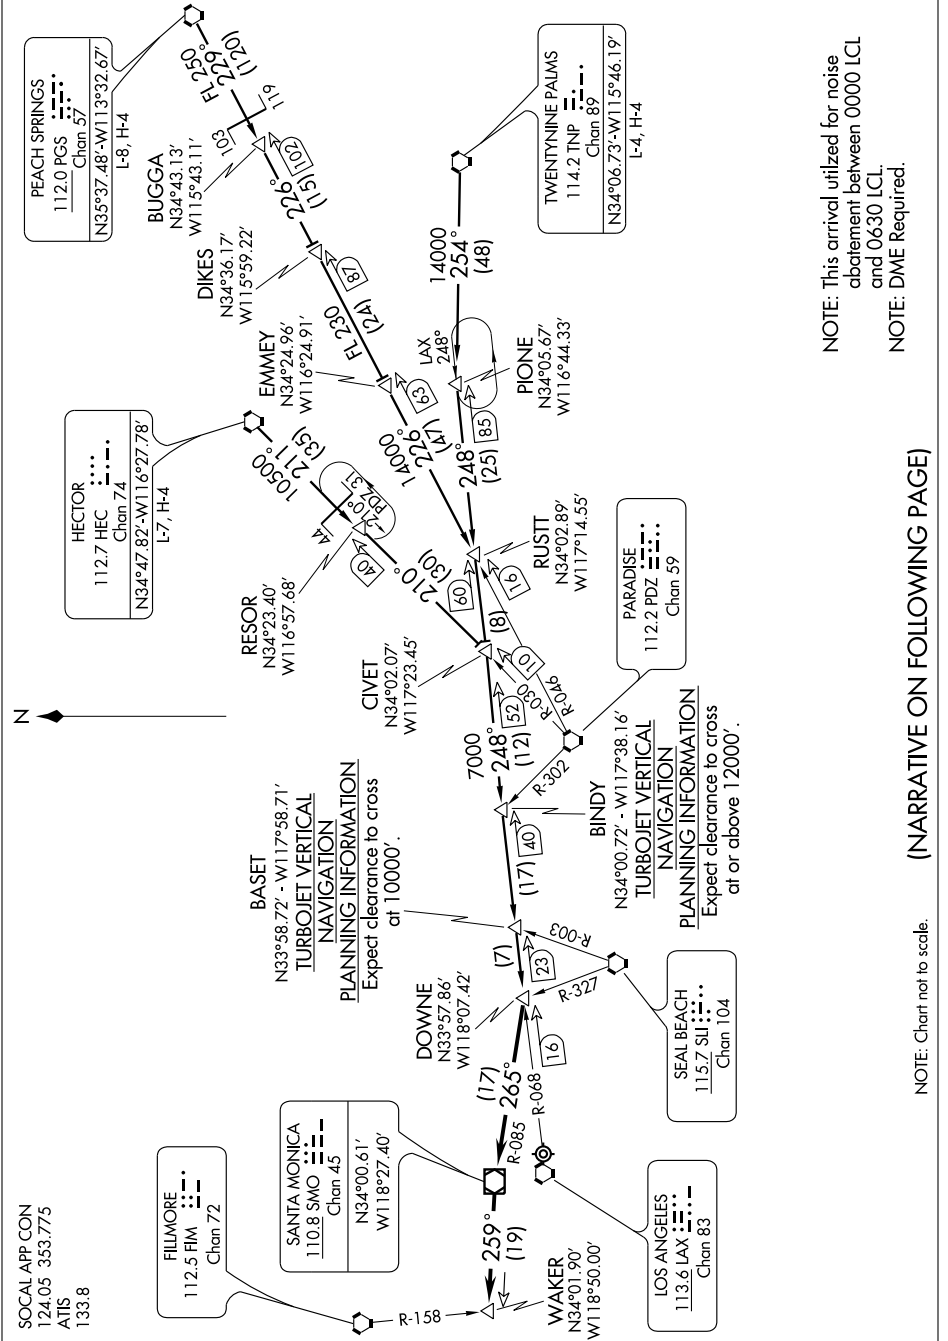 SOCAL APP CON
124.05 353.775
ATIS
133.8
FILLMORE
112.5 FIM
Chan 72
R-158
WAKER
N34°01.90′
W118°50.00′
259°
(19)
SANTA MONICA
110.8 SMO
Chan 45
N34°00.61′
W118°27.40′
LOS ANGELES
113.6 LAX
Chan 83
R-085
R-068
(17)
265°
16
DOWNE
N33°57.86′
W118°07.42′
SEAL BEACH
115.7 SLI
Chan 104
R-327
R-003
(7)
23
BASET
N33°58.72′ - W117°58.71′
TURBOJET VERTICAL
NAVIGATION
PLANNING INFORMATION
Expect clearance to cross
at 10000′.
(17)
40
BINDY
N34°00.72′ - W117°38.16′
TURBOJET VERTICAL
NAVIGATION
PLANNING INFORMATION
Expect clearance to cross
at or above 12000′.
7000
248°
(12)
52
R-302
R-030
R-046
10
PARADISE
112.2 PDZ
Chan 59
N
CIVET
N34°02.07′
W117°23.45′
(8)
60
16
RUSTT
N34°02.89′
W117°14.55′
210°
(30)
RESOR
N34°23.40′
W116°57.68′
40
44
210°
PDZ 31
10500
211°
(35)
HECTOR
112.7 HEC
Chan 74
N34°47.82′-W116°27.78′
L-7, H-4
14000
226°
(47)
248°
(25)
85
PIONE
N34°05.67′
W116°44.33′
LAX
248°
EMMEY
N34°24.96′
W116°24.91′
63
FL 230
(24)
DIKES
N34°36.17′
W115°59.22′
87
226°
(15)
BUGGA
N34°43.13′
W115°43.11′
102
103
119
FL 250
229°
(120)
PEACH SPRINGS
112.0 PGS
Chan 57
N35°37.48′-W113°32.67′
L-8, H-4
14000
254°
(48)
TWENTYNINE PALMS
114.2 TNP
Chan 89
N34°06.73′-W115°46.19′
L-4, H-4
NOTE: This arrival utilized for noise
abatement between 0000 LCL
and 0630 LCL.
NOTE: DME Required.
NOTE: Chart not to scale.
(NARRATIVE ON FOLLOWING PAGE)